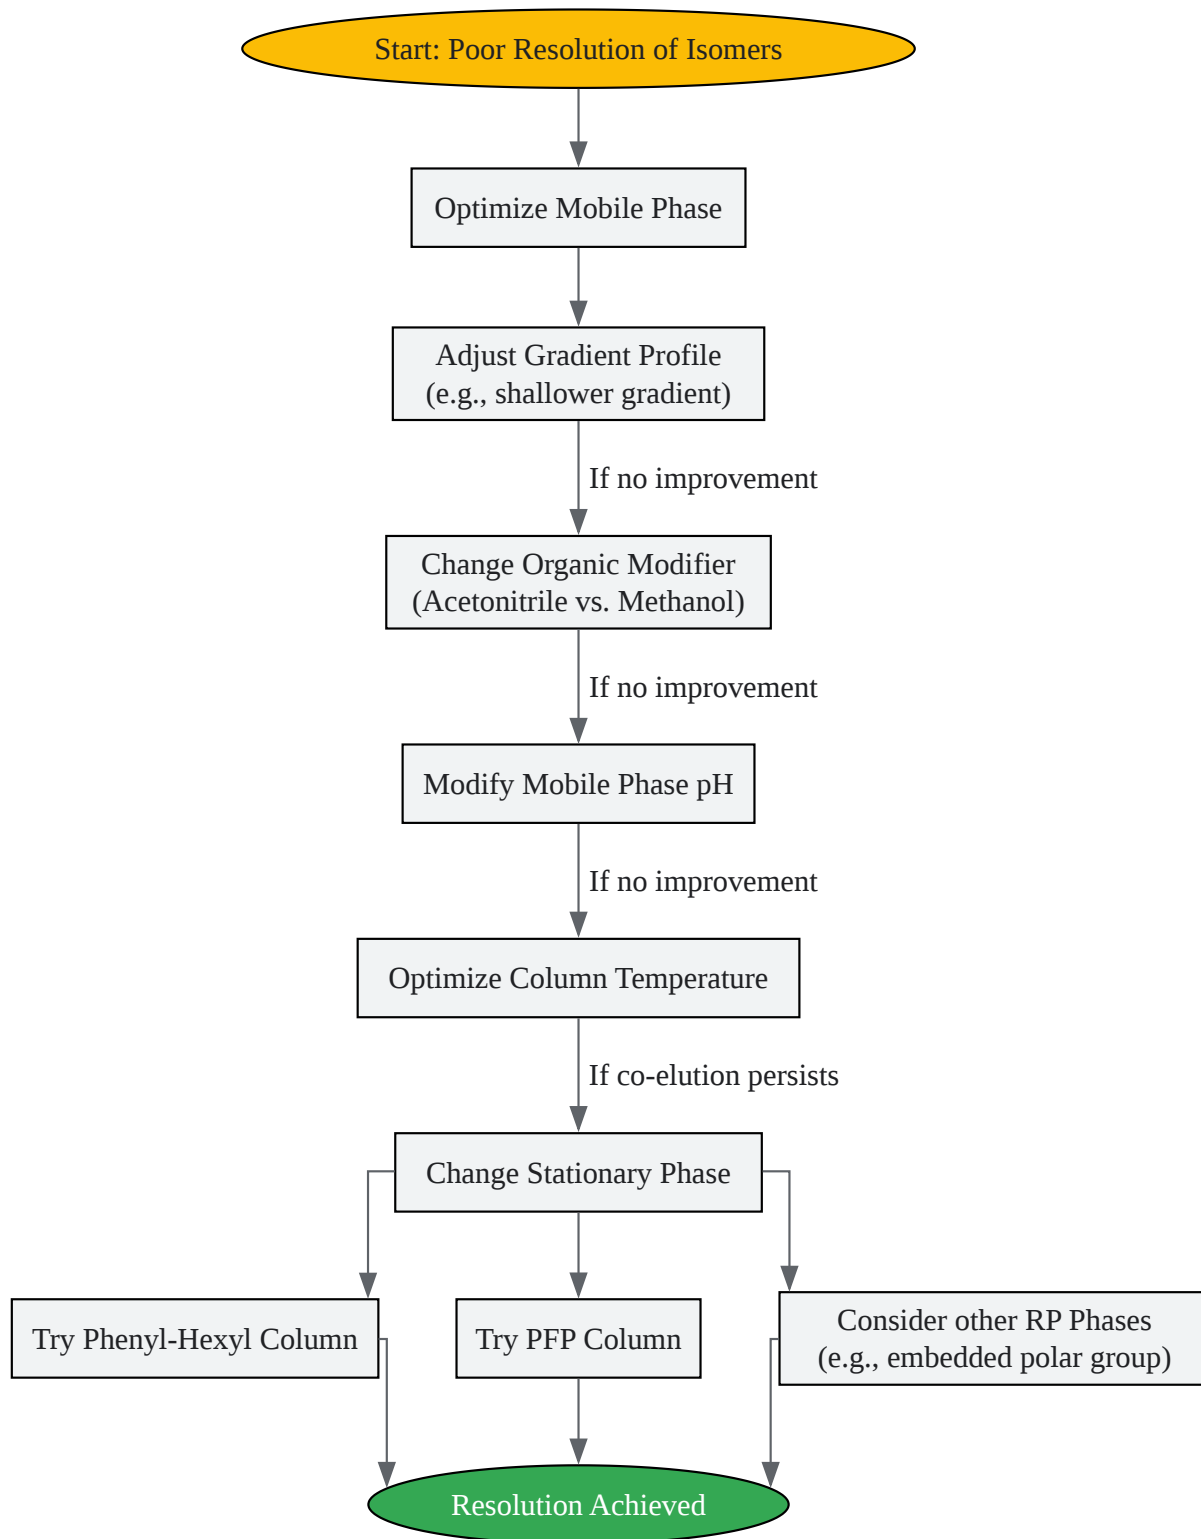 Start: Poor Resolution of Isomers
Optimize Mobile Phase
Adjust Gradient Profile
(e.g., shallower gradient)
If no improvement
Change Organic Modifier
(Acetonitrile vs. Methanol)
If no improvement
Modify Mobile Phase pH
If no improvement
Optimize Column Temperature
If co-elution persists
Change Stationary Phase
Try Phenyl-Hexyl Column
Try PFP Column
Consider other RP Phases
(e.g., embedded polar group)
Resolution Achieved